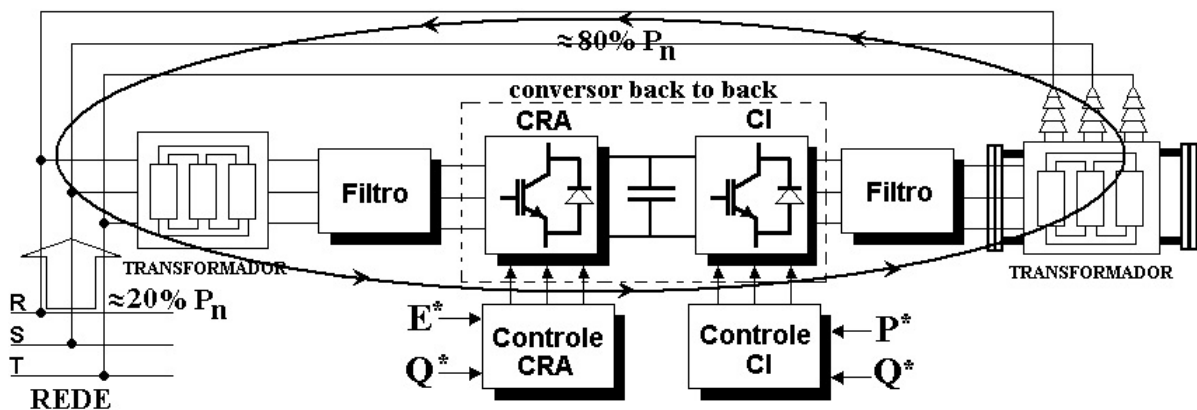 ≈80% Pn
conversor back to back
CRA
CI
Filtro
Filtro
TRANSFORMADOR
TRANSFORMADOR
≈20% Pn
R
S
T
REDE
E*
Q*
Controle
CRA
Controle
CI
P*
Q*